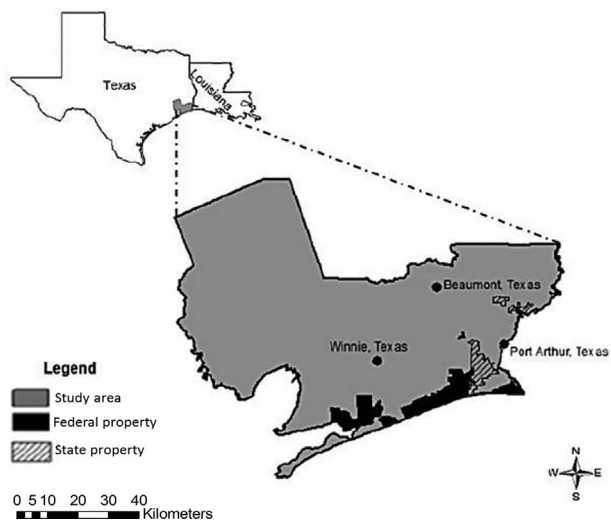 Texas
Louisiana
Beaumont, Texas
Winnie, Texas
Port Arthur, Texas
Legend
Study area
Federal property
State property
N
W E
S
0 5 10 20 30 40
Kilometers